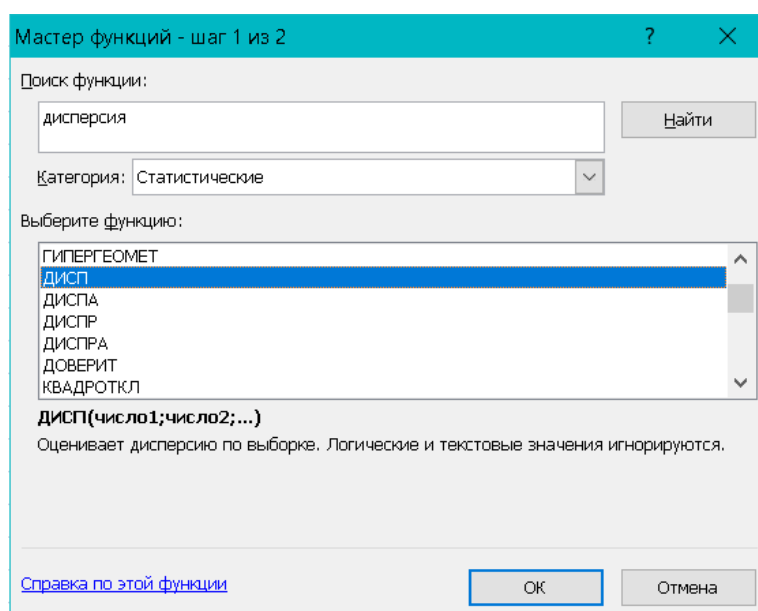 Мастер функций - шаг 1 из 2 ?
Поиск функции:
дисперсия
Найти
Категория: Статистические
Выберите функцию:
ГИПЕРГЕОМЕТ
ДИСП
ДИСПА
ДИСПР
ДИСПРА
ДОВЕРИТ
КВАДРОТКЛ
ДИСП(число1;число2;...)
Оценивает дисперсию по выборке. Логические и текстовые значения игнорируются.
Справка по этой функции
ОК
Отмена